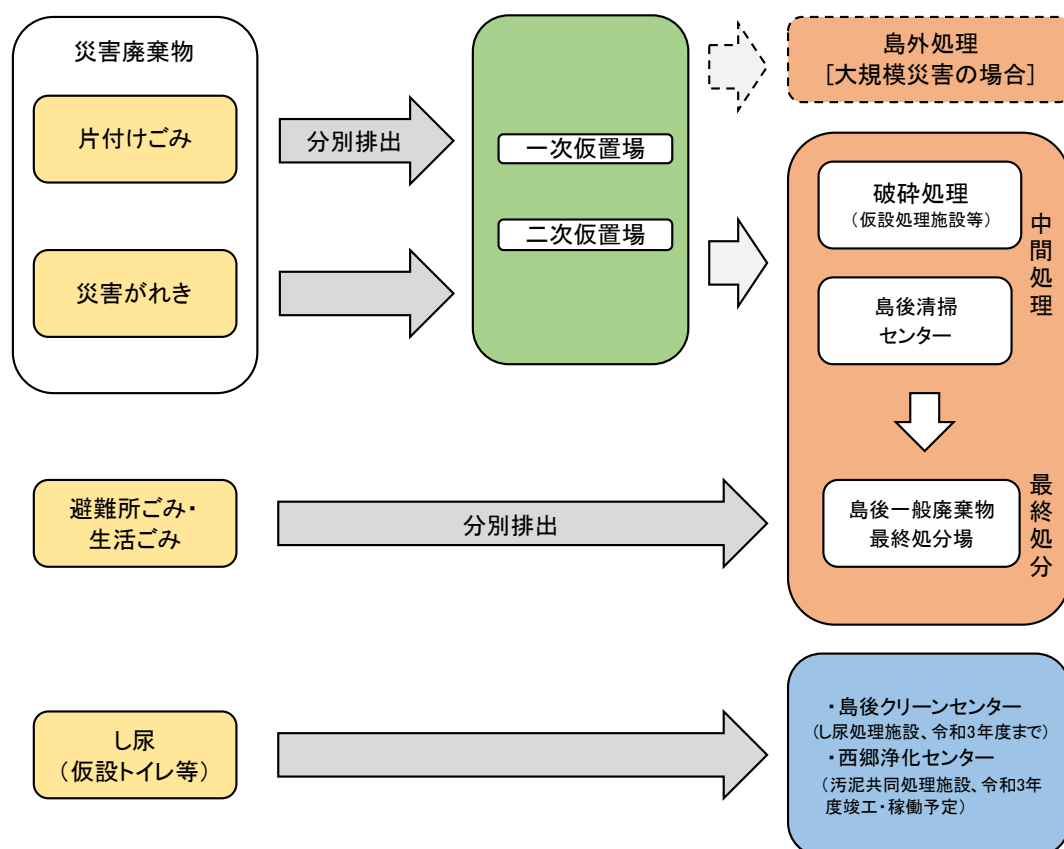 災害廃棄物
片付けごみ
災害がれき
分別排出
一次仮置場
二次仮置場
島外処理
[大規模災害の場合]
破砕処理
（仮設処理施設等）
島後清掃
センター
中間処理
避難所ごみ・
生活ごみ
分別排出
島後一般廃棄物
最終処分場
最終処分
し尿
（仮設トイレ等）
・島後クリーンセンター
（し尿処理施設、令和3年度まで）
・西郷浄化センター
（汚泥共同処理施設、令和3年
度竣工・稼働予定）